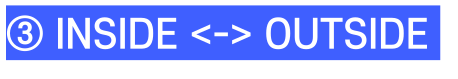 ③ INSIDE <-> OUTSIDE